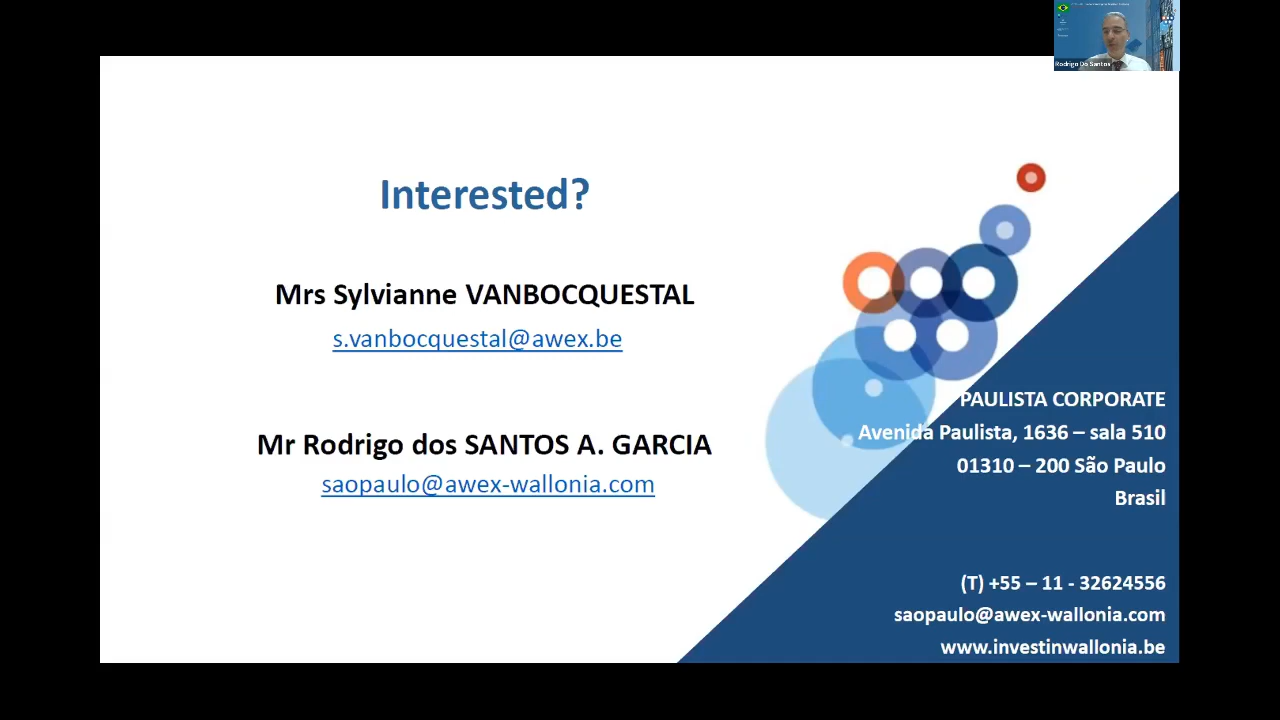 Rodrigo Do Santos
Interested?
Mrs Sylvianne VANBOCQUESTAL
s.vanbocquestal@awex.be
Mr Rodrigo dos SANTOS A. GARCIA
saopaulo@awex-wallonia.com
PAULISTA CORPORATE
Avenida Paulista, 1636 – sala 510
01310 – 200 São Paulo
Brasil
(T) +55 – 11 - 32624556
saopaulo@awex-wallonia.com
www.investinwallonia.be